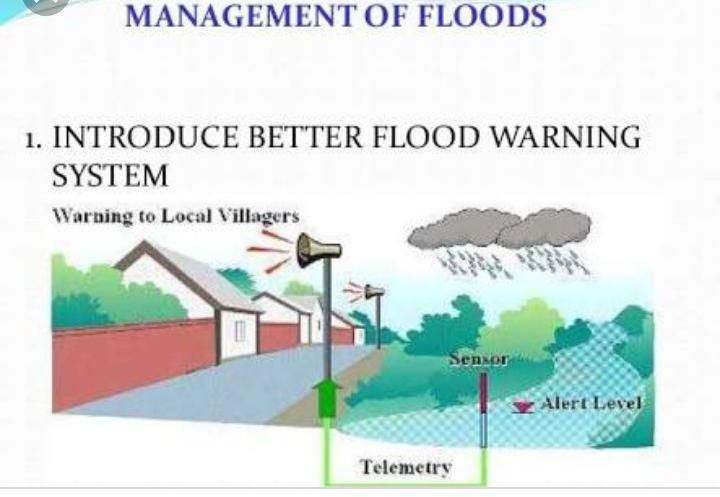 MANAGEMENT OF FLOODS
1. INTRODUCE BETTER FLOOD WARNING
SYSTEM
Warning to Local Villagers
Sensor
Alert Level
Telemetry